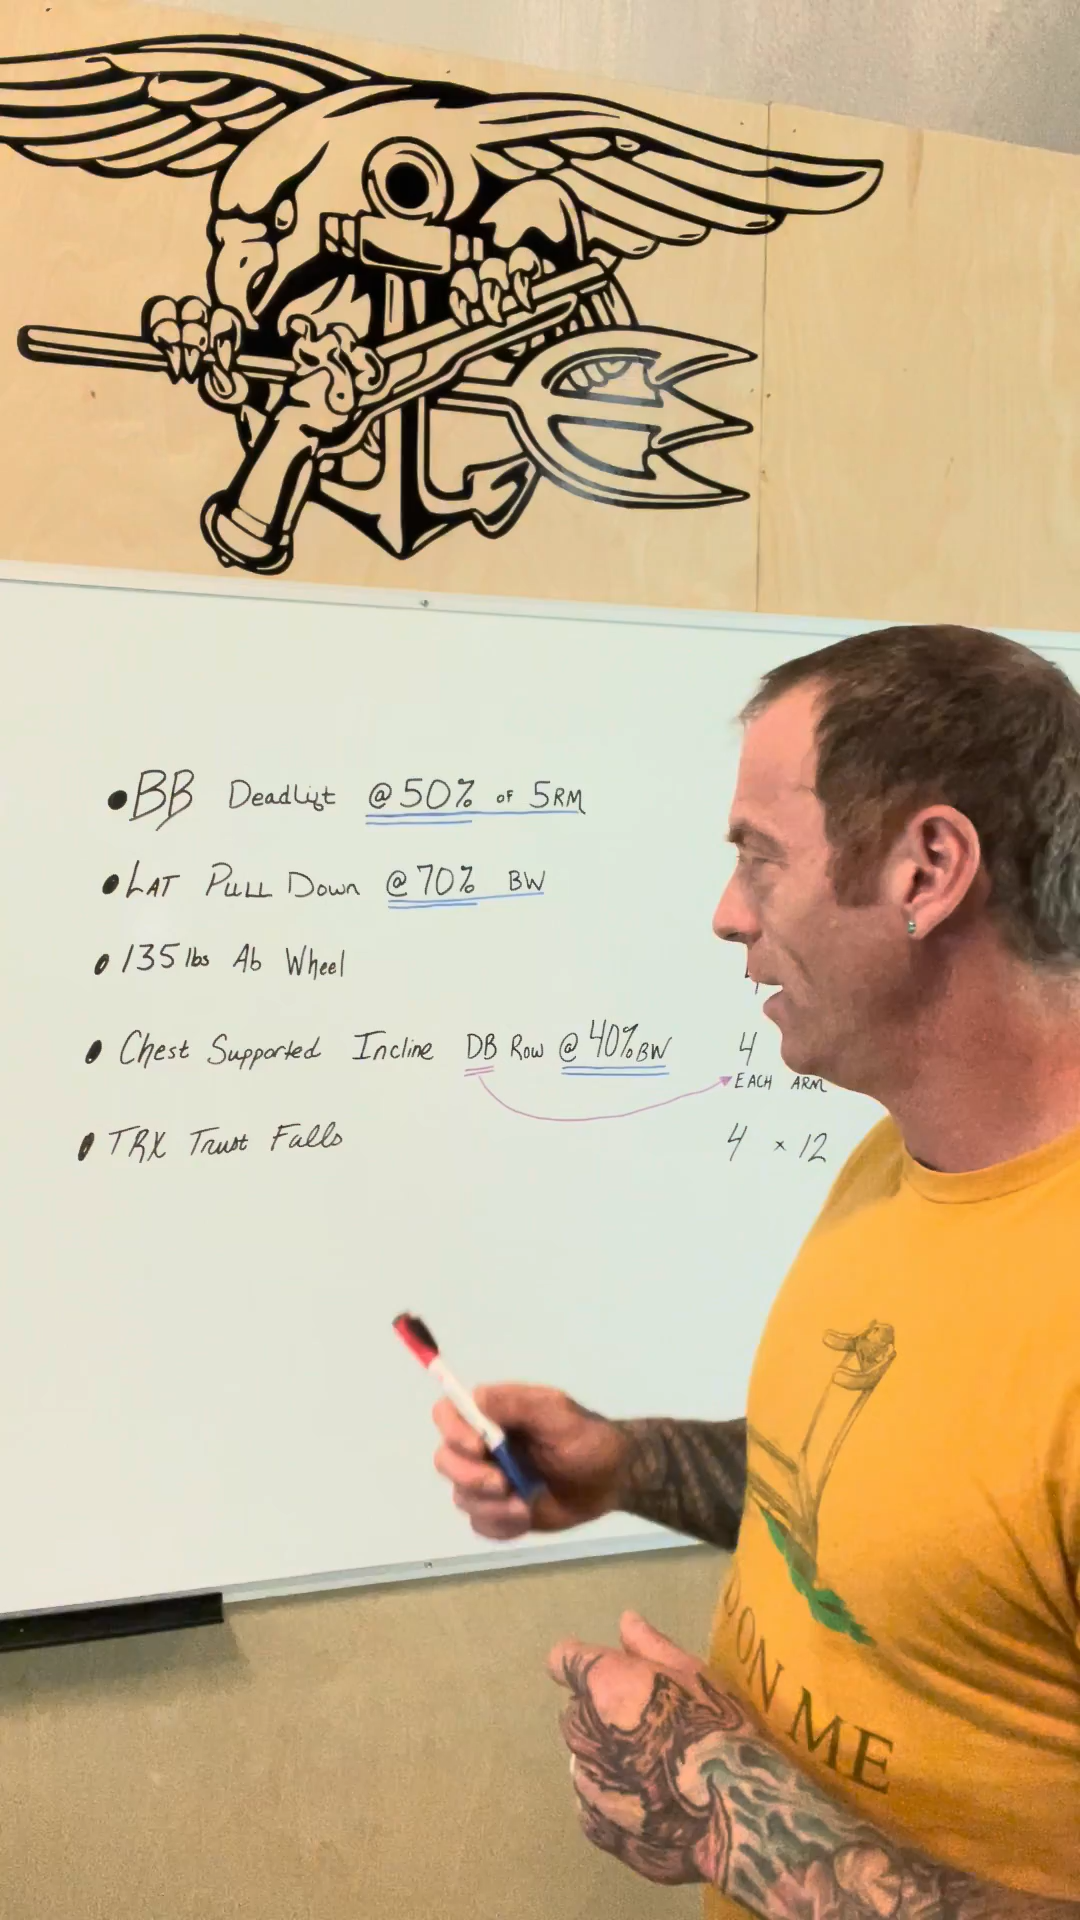 • BB Deadlift @ 50% of 5RM
• LAT PULL Down @ 70% BW
• 135 lbs Ab Wheel
• Chest Supported Incline DB Row @ 40% BW 4
EACH ARM
• TRX Trust Falls 4 × 12
ON ME